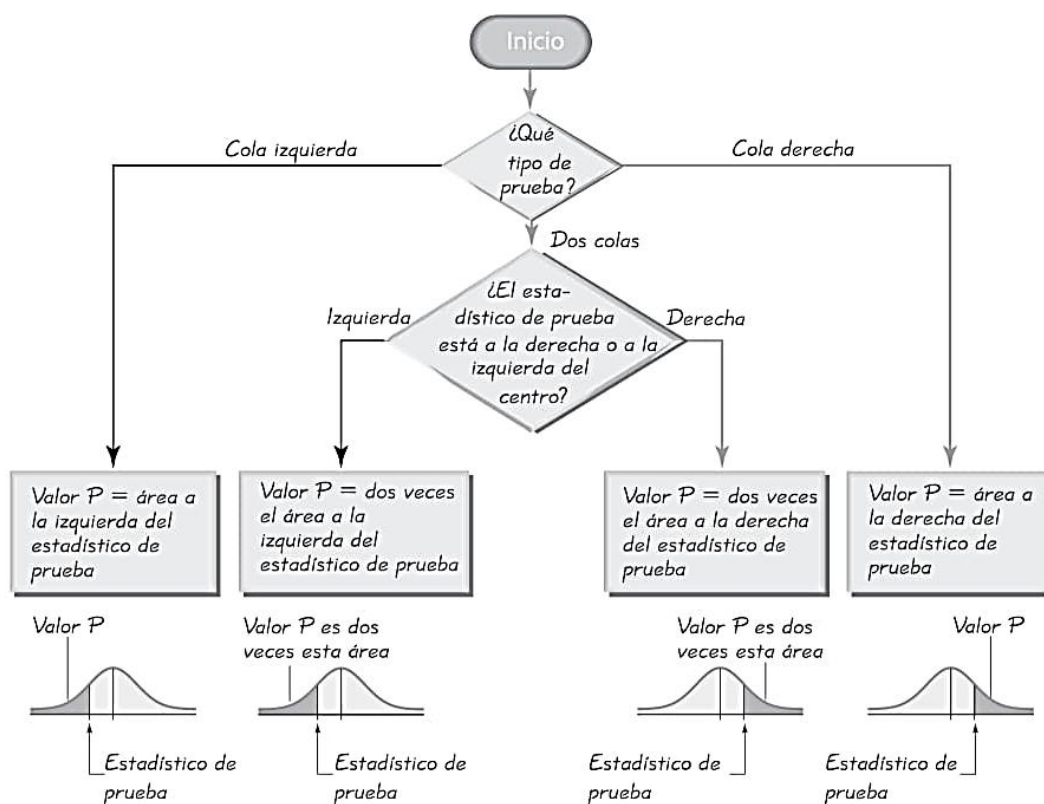 Inicio
¿Qué
tipo de
prueba?
Cola izquierda
Cola derecha
Dos colas
¿El esta-
dístico de prueba
está a la derecha o a la
izquierda del
centro?
Izquierda
Derecha
Valor P = área a
la izquierda del
estadístico de
prueba
Valor P = dos veces
el área a la
izquierda del
estadístico de prueba
Valor P = dos veces
el área a la derecha
del estadístico de
prueba
Valor P = área a
la derecha del
estadístico de
prueba
Valor P
Valor P es dos
veces esta área
Valor P es dos
veces esta área
Valor P
Estadístico de
prueba
Estadístico de
prueba
Estadístico de
prueba
Estadístico de
prueba